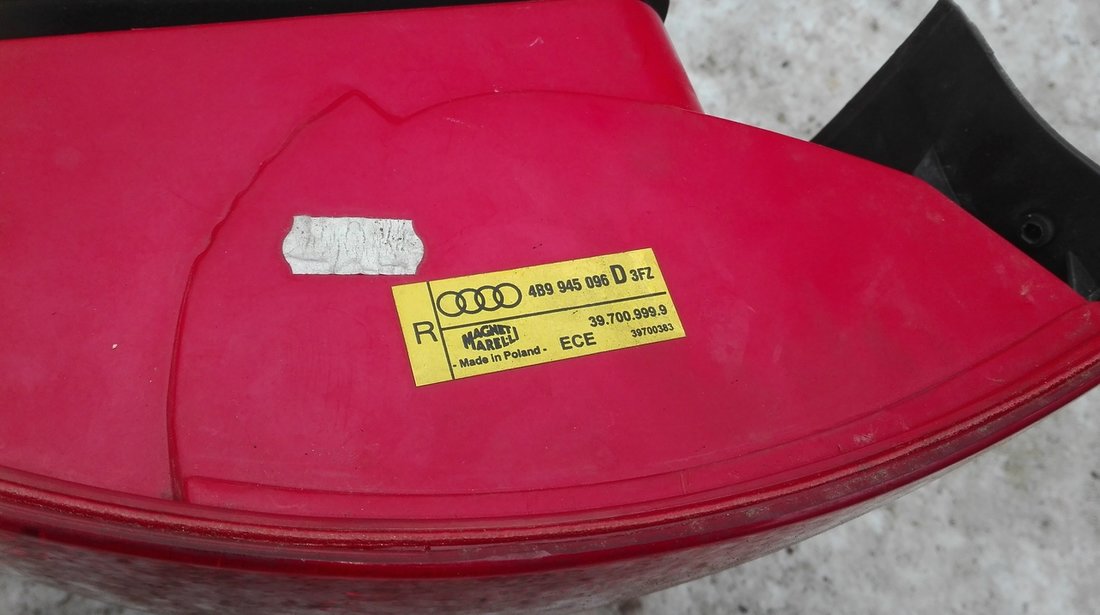 R
4B9 945 096 D 3FZ
39.700.999.9
MAGNETI
MARELLI
ECE
39700383
- Made in Poland -